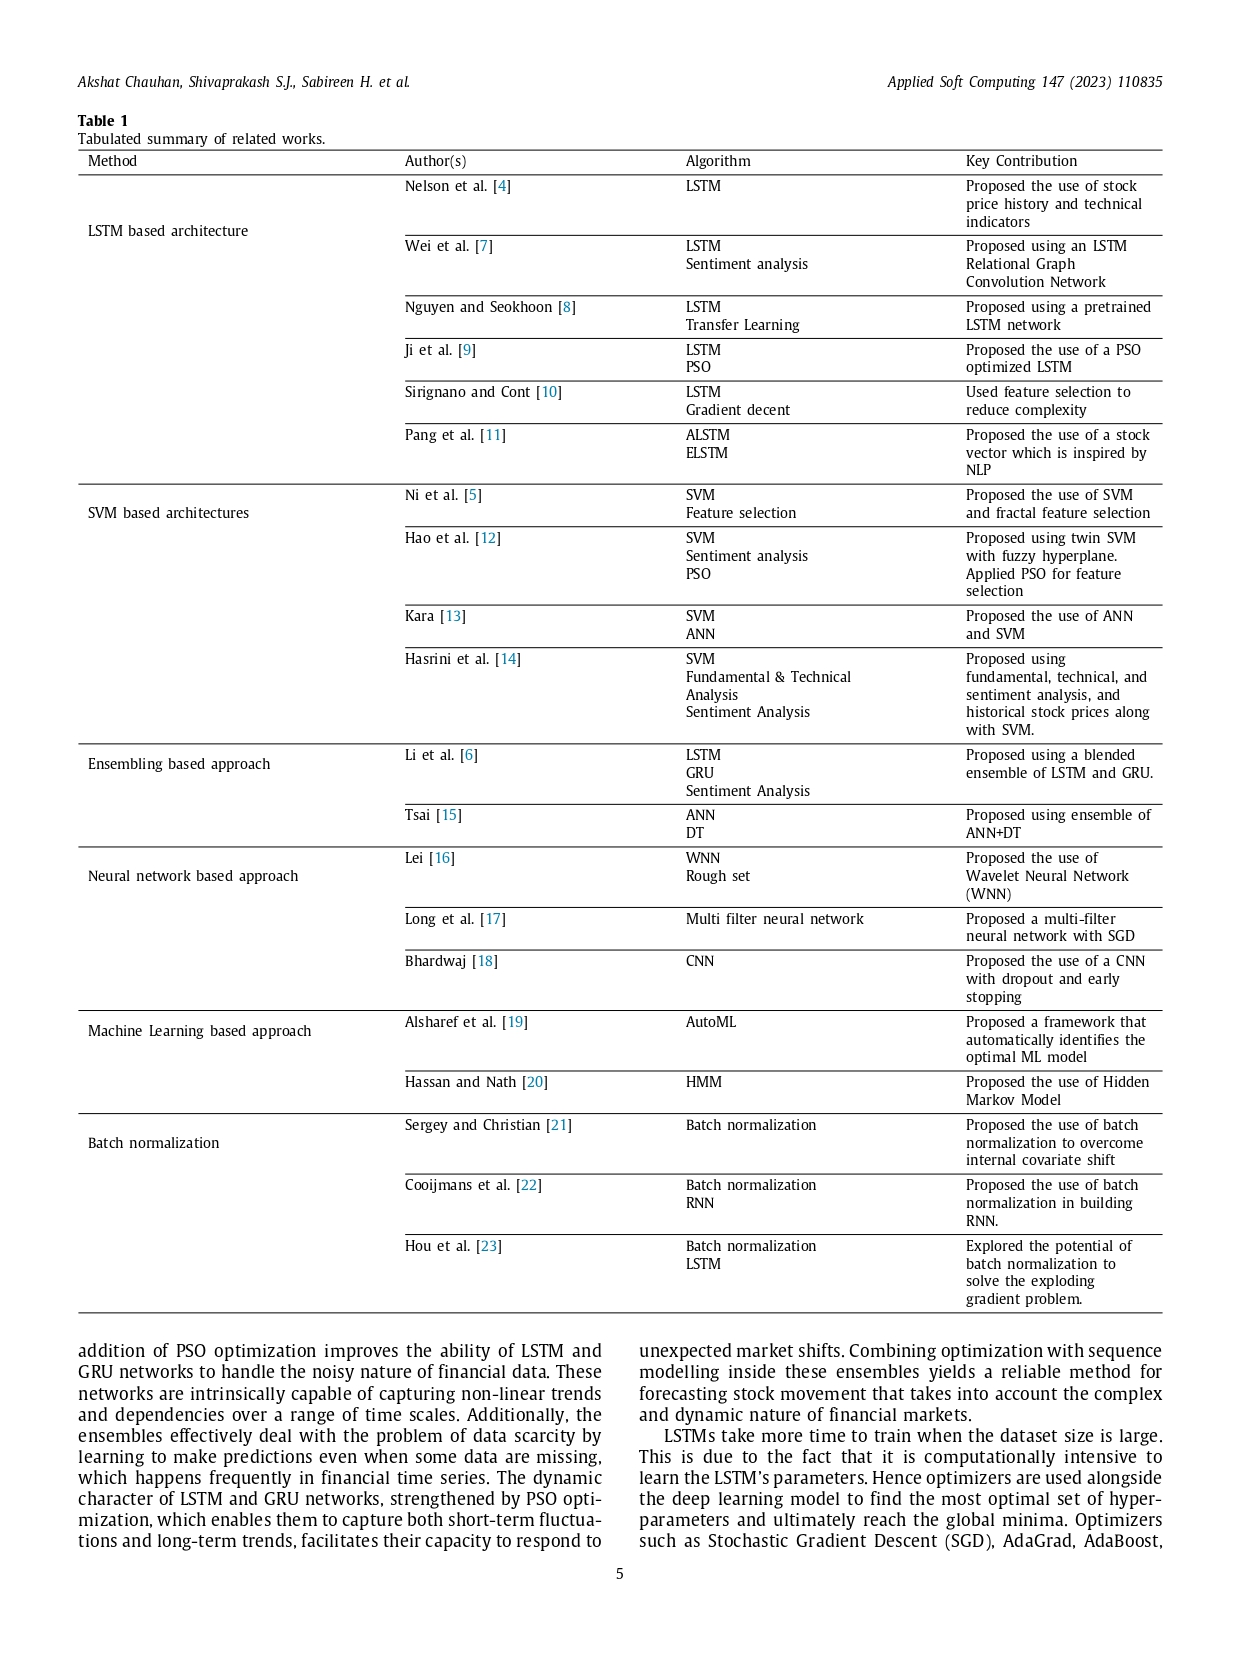 Akshat Chauhan, Shivaprakash S.J., Sabireen H. et al.
Applied Soft Computing 147 (2023) 110835
Table 1
Tabulated summary of related works.
Method Author(s) Algorithm Key Contribution
LSTM based architecture
Nelson et al. [4] LSTM Proposed the use of stock
price history and technical
indicators
Wei et al. [7] LSTM Proposed using an LSTM
Sentiment analysis Relational Graph
Convolution Network
Nguyen and Seokhoon [8] LSTM Proposed using a pretrained
Transfer Learning LSTM network
Ji et al. [9] LSTM Proposed the use of a PSO
PSO optimized LSTM
Sirignano and Cont [10] LSTM Used feature selection to
Gradient decent reduce complexity
Pang et al. [11] ALSTM Proposed the use of a stock
ELSTM vector which is inspired by
NLP
Ni et al. [5] SVM Proposed the use of SVM
SVM based architectures Feature selection and fractal feature selection
Hao et al. [12] SVM Proposed using twin SVM
Sentiment analysis with fuzzy hyperplane.
PSO Applied PSO for feature
selection
Kara [13] SVM Proposed the use of ANN
ANN and SVM
Hasrini et al. [14] SVM Proposed using
Fundamental & Technical fundamental, technical, and
Analysis sentiment analysis, and
Sentiment Analysis historical stock prices along
with SVM.
Li et al. [6] LSTM Proposed using a blended
Ensembling based approach GRU ensemble of LSTM and GRU.
Sentiment Analysis
Tsai [15] ANN Proposed using ensemble of
DT ANN+DT
Lei [16] WNN Proposed the use of
Neural network based approach Rough set Wavelet Neural Network
(WNN)
Long et al. [17] Multi filter neural network Proposed a multi-filter
neural network with SGD
Bhardwaj [18] CNN Proposed the use of a CNN
with dropout and early
stopping
Alsharef et al. [19] AutoML Proposed a framework that
Machine Learning based approach automatically identifies the
optimal ML model
Hassan and Nath [20] HMM Proposed the use of Hidden
Markov Model
Sergey and Christian [21] Batch normalization Proposed the use of batch
Batch normalization normalization to overcome
internal covariate shift
Cooijmans et al. [22] Batch normalization Proposed the use of batch
RNN normalization in building
RNN.
Hou et al. [23] Batch normalization Explored the potential of
LSTM batch normalization to
solve the exploding
gradient problem.
addition of PSO optimization improves the ability of LSTM and
GRU networks to handle the noisy nature of financial data. These
networks are intrinsically capable of capturing non-linear trends
and dependencies over a range of time scales. Additionally, the
ensembles effectively deal with the problem of data scarcity by
learning to make predictions even when some data are missing,
which happens frequently in financial time series. The dynamic
character of LSTM and GRU networks, strengthened by PSO opti-
mization, which enables them to capture both short-term fluctua-
tions and long-term trends, facilitates their capacity to respond to
unexpected market shifts. Combining optimization with sequence
modelling inside these ensembles yields a reliable method for
forecasting stock movement that takes into account the complex
and dynamic nature of financial markets.
LSTMs take more time to train when the dataset size is large.
This is due to the fact that it is computationally intensive to
learn the LSTM's parameters. Hence optimizers are used alongside
the deep learning model to find the most optimal set of hyper-
parameters and ultimately reach the global minima. Optimizers
such as Stochastic Gradient Descent (SGD), AdaGrad, AdaBoost,
5